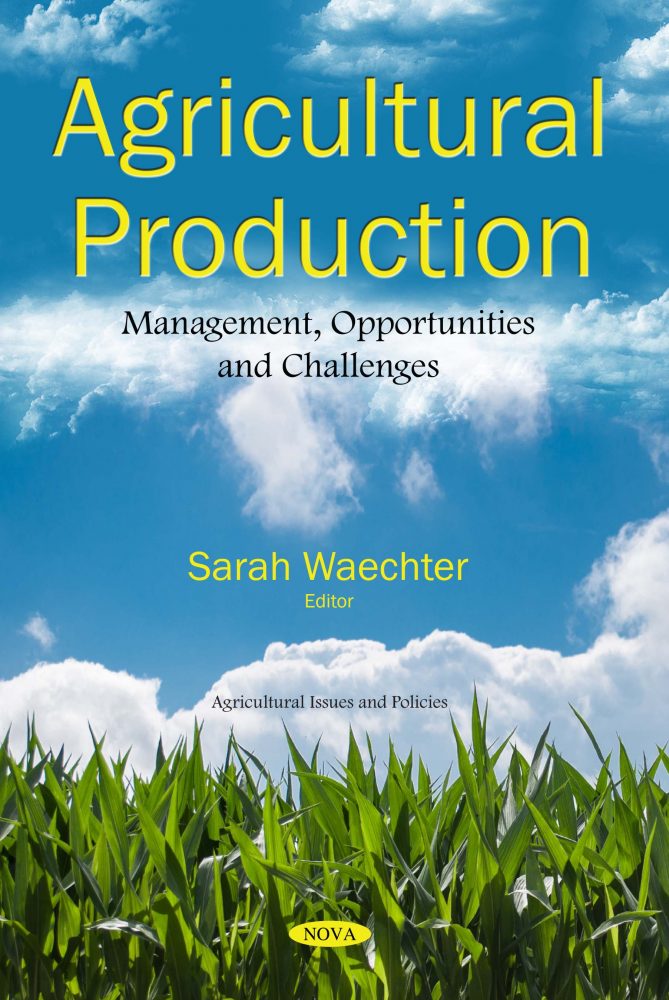 Agricultural
Production
Management, Opportunities
and Challenges
Sarah Waechter
Editor
Agricultural Issues and Policies
NOVA